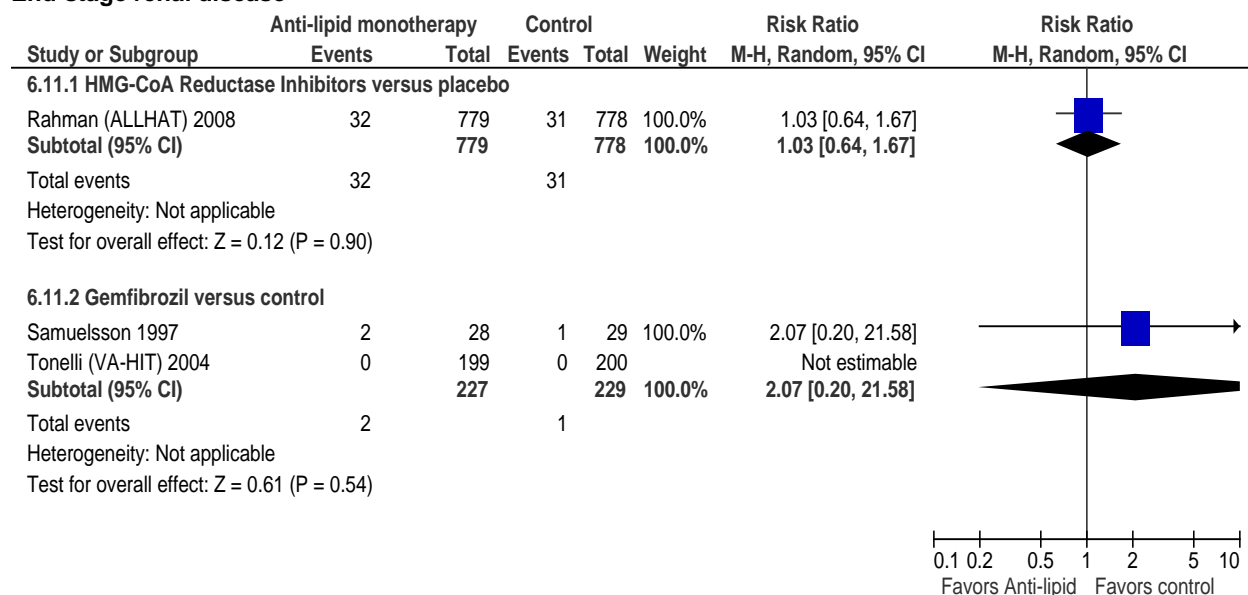 End-stage renal disease
Anti-lipid monotherapy Control Risk Ratio Risk Ratio
Study or Subgroup Events Total Events Total Weight M-H, Random, 95% CI M-H, Random, 95% CI
6.11.1 HMG-CoA Reductase Inhibitors versus placebo
Rahman (ALLHAT) 2008 32 779 31 778 100.0% 1.03 [0.64, 1.67]
Subtotal (95% CI) 779 778 100.0% 1.03 [0.64, 1.67]
Total events 32 31
Heterogeneity: Not applicable
Test for overall effect: Z = 0.12 (P = 0.90)
6.11.2 Gemfibrozil versus control
Samuelsson 1997 2 28 1 29 100.0% 2.07 [0.20, 21.58]
Tonelli (VA-HIT) 2004 0 199 0 200 Not estimable
Subtotal (95% CI) 227 229 100.0% 2.07 [0.20, 21.58]
Total events 2 1
Heterogeneity: Not applicable
Test for overall effect: Z = 0.61 (P = 0.54)
0.1 0.2 0.5 1 2 5 10
Favors Anti-lipid Favors control